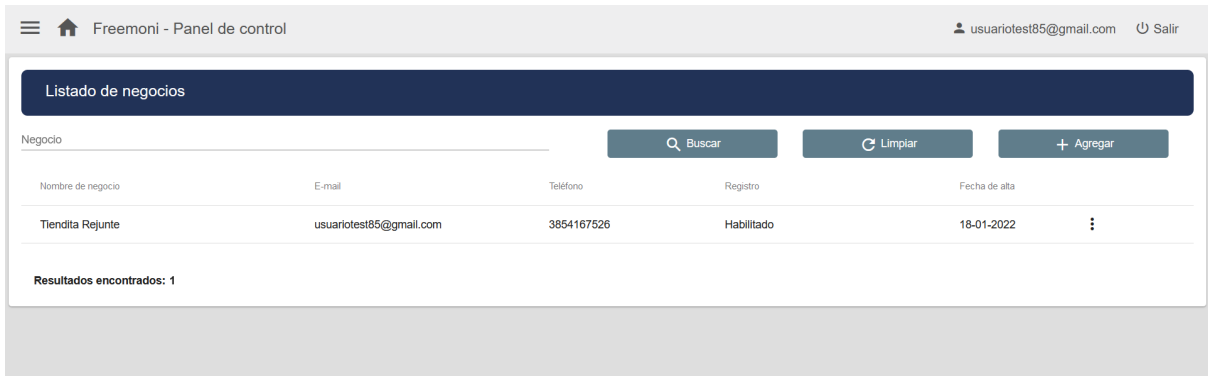 Freemoni - Panel de control usuariotest85@gmail.com Salir
Listado de negocios
Negocio Buscar Limpiar Agregar
Nombre de negocio E-mail Teléfono Registro Fecha de alta
Tiendita Rejunte usuariotest85@gmail.com 3854167526 Habilitado 18-01-2022
Resultados encontrados: 1